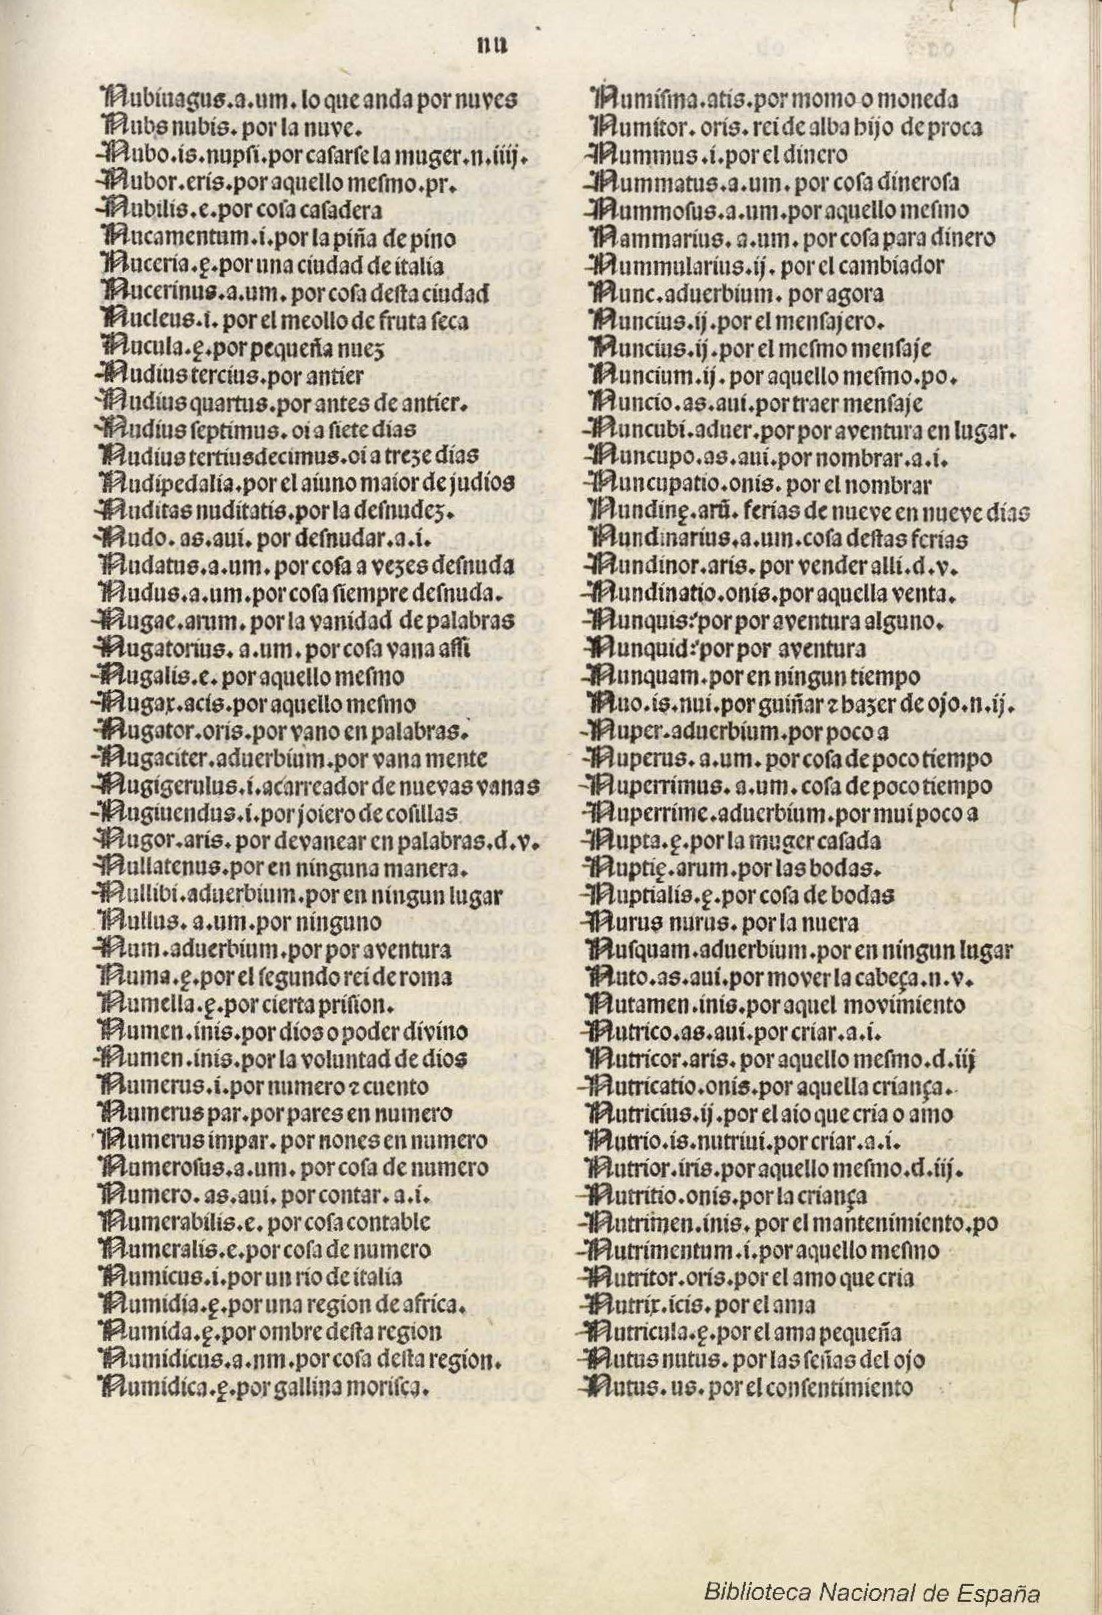 nu
Nubiuagus.a.um. lo que anda por nuves
Nubs nubis. por la nuve.
Nubo.is.nupſi.por caſarſe la muger.n.iiij.
Nubor.eris.por aquello meſmo.pr.
Nubilis.e.por coſa caſadera
Nucamentum.i.por la piña de pino
Nuceria.ę.por una ciudad de italia
Nucerinus.a.um. por coſa deſta ciudad
Nucleus.i. por el meollo de fruta ſeca
Nucula.ę.por pequeña nuez
Nudius tercius.por antier
Nudius quartus.por antes de antier.
Nudius ſeptimus. oi a ſiete dias
Nudius tertiusdecimus.oi a treze dias
Nudipedalia.por el aiuno maior de judios
Nuditas nuditatis.por la deſnudez.
Nudo. as.aui. por deſnudar.a.i.
Nudatus.a.um. por coſa a vezes deſnuda
Nudus.a.um.por coſa ſiempre deſnuda.
Nugae.arum. por la vanidad de palabras
Nugatorius. a.um. por coſa vana aſſi
Nugalis.e. por aquello meſmo
Nugax.acis.por aquello meſmo
Nugator.oris.por vano en palabras.
Nugaciter.aduerbium.por vana mente
Nugigerulus.i.acarreador de nuevas vanas
Nugiuendus.i.por joiero de coſillas
Nugor.aris. por devanear en palabras.d.v.
Nullatenus.por en ninguna manera.
Nullibi.aduerbium.por en ningun lugar
Nullus. a.um.por ninguno
Num.aduerbium.por por aventura
Numa.ę.por el ſegundo rei de roma
Numella.ę.por cierta priſion.
Numen.inis.por dios o poder divino
Numen.inis.por la voluntad de dios
Numerus.i.por numero ⁊ cuento
Numerus par.por pares en numero
Numerus impar. por nones en numero
Numeroſus.a.um. por coſa de numero
Numero. as.aui. por contar. a.i.
Numerabilis.e. por coſa contable
Numeralis.e.por coſa de numero
Numicus.i.por un rio de italia
Numidia.ę.por una region de africa.
Numida.ę.por ombre deſta region
Numidicus.a.nm.por coſa deſta region.
Numidica.ę.por gallina moriſca.
Numiſma.atis.por momo o moneda
Numitor. oris. rei de alba hijo de proca
Nummus.i.por el dinero
Nummatus.a.um. por coſa dineroſa
Nummoſus.a.um.por aquello meſmo
Nammarius. a.um. por coſa para dinero
Nummularius.ij. por el cambiador
Nunc.aduerbium. por agora
Nuncius.ij.por el menſajero.
Nuncius.ij.por el meſmo menſaje
Nuncium.ij. por aquello meſmo.po.
Nuncio.as.aui.por traer menſaje
Nuncubi.aduer.por por aventura en lugar.
Nuncupo.as.aui.por nombrar.a.i.
Nuncupatio.onis. por el nombrar
Nundinę.arũ. ferias de nueve en nueve dias
Nundinarius.a.um.coſa deſtas ferias
Nundinor.aris. por vender alli.d.v.
Nundinatio.onis.por aquella venta.
Nunquis?por por aventura alguno.
Nunquid?por por aventura
Nunquam.por en ningun tiempo
Nuo.is.nui.por guiñar ⁊ hazer de ojo.n.ij.
Nuper.aduerbium.por poco a
Nuperus. a.um. por coſa de poco tiempo
Nuperrimus. a.um. coſa de poco tiempo
Nuperrime.aduerbium.por mui poco a
Nupta.ę.por la muger caſada
Nuptię.arum.por las bodas.
Nuptialis.ę.por coſa de bodas
Nurus nurus. por la nuera
Nuſquam.aduerbium.por en ningun lugar
Nuto.as.aui.por mover la cabeça.n.v.
Nutamen.inis.por aquel movimiento
Nutrico.as.aui.por criar.a.i.
Nutricor.aris. por aquello meſmo.d.iij
Nutricatio.onis.por aquella criança.
Nutricius.ij.por el aio que cria o amo
Nutrio.is.nutriui.por criar.a.i.
Nutrior.iris.por aquello meſmo.d.iij.
Nutritio.onis.por la criança
Nutrimen.inis. por el mantenimiento.po
Nutrimentum.i.por aquello meſmo
Nutritor.oris.por el amo que cria
Nutrix.icis.por el ama
Nutricula.ę.por el ama pequeña
Nutus nutus. por las ſeñas del ojo
Nutus. us. por el conſentimiento
Biblioteca Nacional de España